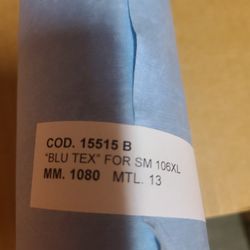 COD. 15515 B
"BLU TEX" FOR SM 106XL
MM. 1080 MTL. 13